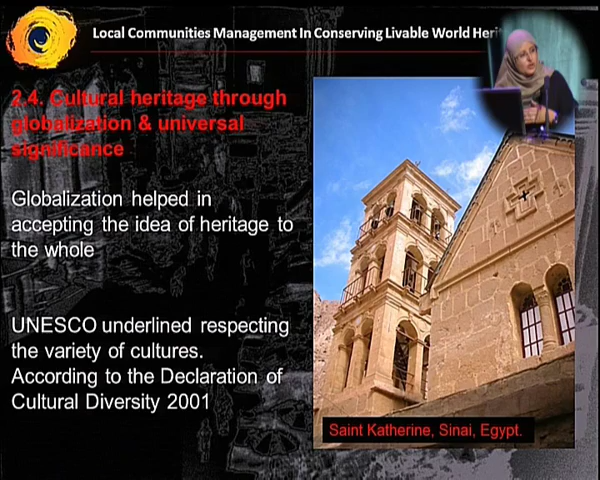 Local Communities Management In Conserving Livable World
2.4. Cultural heritage through
globalization & universal
significance
Globalization helped in
accepting the idea of heritage to
the whole
UNESCO underlined respecting
the variety of cultures.
According to the Declaration of
Cultural Diversity 2001
Saint Katherine, Sinai, Egypt.